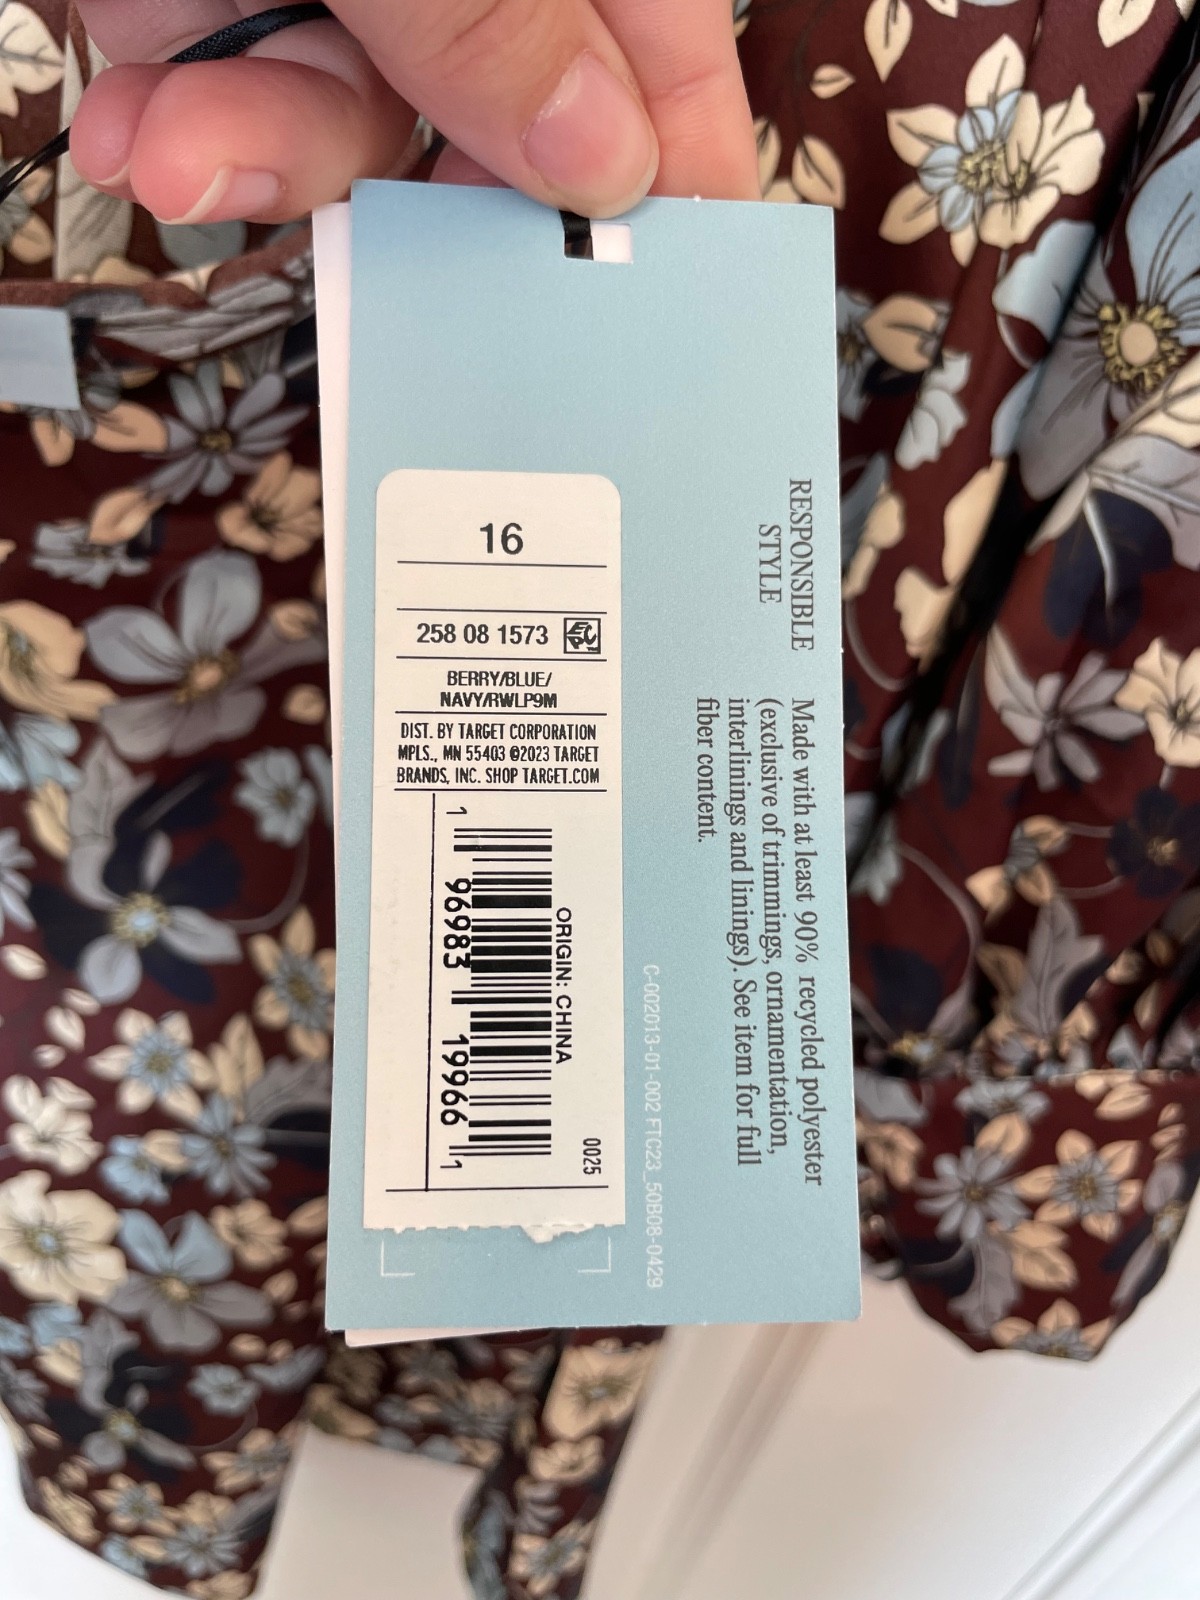 16
258 08 1573 EPC
BERRY/BLUE/
NAVY/RWLP9M
DIST. BY TARGET CORPORATION
MPLS., MN 55403 ©2023 TARGET
BRANDS, INC. SHOP TARGET.COM
ORIGIN: CHINA
1 96983 19966 1
0025
RESPONSIBLE
STYLE
Made with at least 90% recycled polyester
(exclusive of trimmings, ornamentation,
interlinings and linings). See item for full
fiber content.
C-002013-01-002 FTC23_50B08-0429